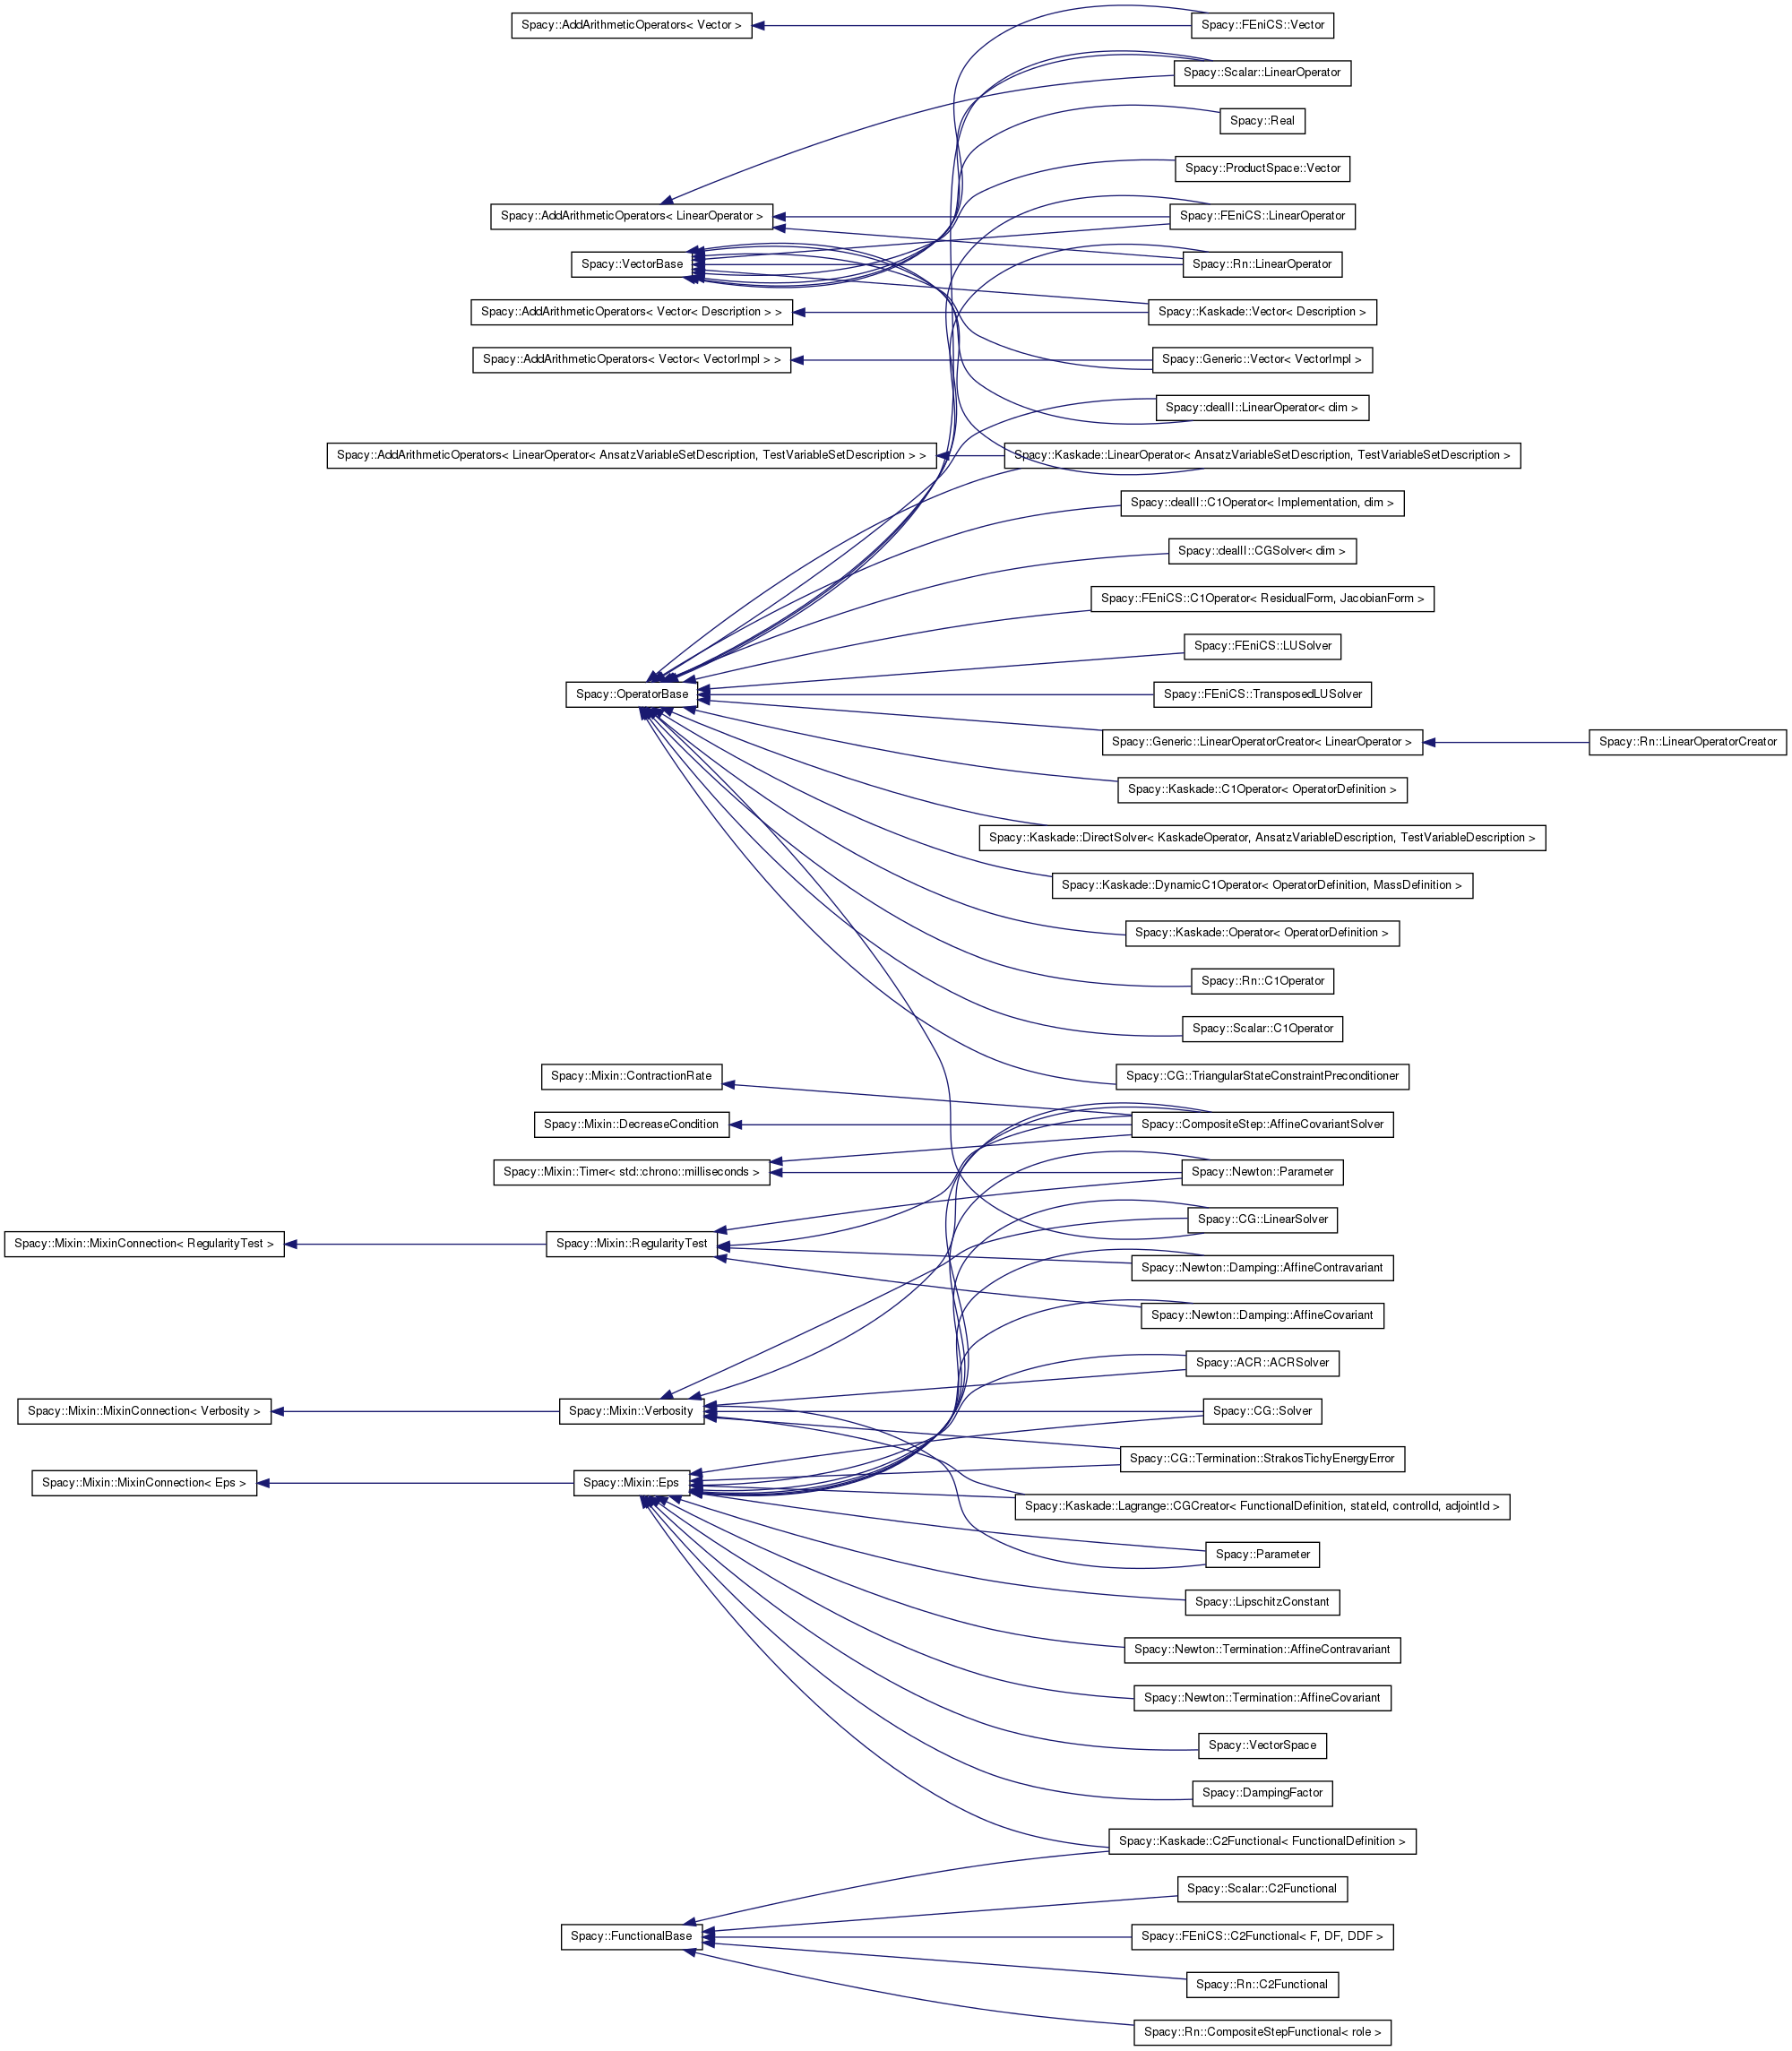 Spacy::AddArithmeticOperators< Vector >
Spacy::FEniCS::Vector
Spacy::Scalar::LinearOperator
Spacy::Real
Spacy::ProductSpace::Vector
Spacy::AddArithmeticOperators< LinearOperator >
Spacy::FEniCS::LinearOperator
Spacy::VectorBase
Spacy::Rn::LinearOperator
Spacy::AddArithmeticOperators< Vector< Description > >
Spacy::Kaskade::Vector< Description >
Spacy::AddArithmeticOperators< Vector< VectorImpl > >
Spacy::Generic::Vector< VectorImpl >
Spacy::dealII::LinearOperator< dim >
Spacy::AddArithmeticOperators< LinearOperator< AnsatzVariableSetDescription, TestVariableSetDescription > >
Spacy::Kaskade::LinearOperator< AnsatzVariableSetDescription, TestVariableSetDescription >
Spacy::dealII::C1Operator< Implementation, dim >
Spacy::dealII::CGSolver< dim >
Spacy::FEniCS::C1Operator< ResidualForm, JacobianForm >
Spacy::FEniCS::LUSolver
Spacy::OperatorBase
Spacy::FEniCS::TransposedLUSolver
Spacy::Generic::LinearOperatorCreator< LinearOperator >
Spacy::Rn::LinearOperatorCreator
Spacy::Kaskade::C1Operator< OperatorDefinition >
Spacy::Kaskade::DirectSolver< KaskadeOperator, AnsatzVariableDescription, TestVariableDescription >
Spacy::Kaskade::DynamicC1Operator< OperatorDefinition, MassDefinition >
Spacy::Kaskade::Operator< OperatorDefinition >
Spacy::Rn::C1Operator
Spacy::Scalar::C1Operator
Spacy::Mixin::ContractionRate
Spacy::CG::TriangularStateConstraintPreconditioner
Spacy::Mixin::DecreaseCondition
Spacy::CompositeStep::AffineCovariantSolver
Spacy::Mixin::Timer< std::chrono::milliseconds >
Spacy::Newton::Parameter
Spacy::CG::LinearSolver
Spacy::Mixin::MixinConnection< RegularityTest >
Spacy::Mixin::RegularityTest
Spacy::Newton::Damping::AffineContravariant
Spacy::Newton::Damping::AffineCovariant
Spacy::ACR::ACRSolver
Spacy::Mixin::MixinConnection< Verbosity >
Spacy::Mixin::Verbosity
Spacy::CG::Solver
Spacy::CG::Termination::StrakosTichyEnergyError
Spacy::Mixin::MixinConnection< Eps >
Spacy::Mixin::Eps
Spacy::Kaskade::Lagrange::CGCreator< FunctionalDefinition, stateId, controlId, adjointId >
Spacy::Parameter
Spacy::LipschitzConstant
Spacy::Newton::Termination::AffineContravariant
Spacy::Newton::Termination::AffineCovariant
Spacy::VectorSpace
Spacy::DampingFactor
Spacy::Kaskade::C2Functional< FunctionalDefinition >
Spacy::Scalar::C2Functional
Spacy::FunctionalBase
Spacy::FEniCS::C2Functional< F, DF, DDF >
Spacy::Rn::C2Functional
Spacy::Rn::CompositeStepFunctional< role >